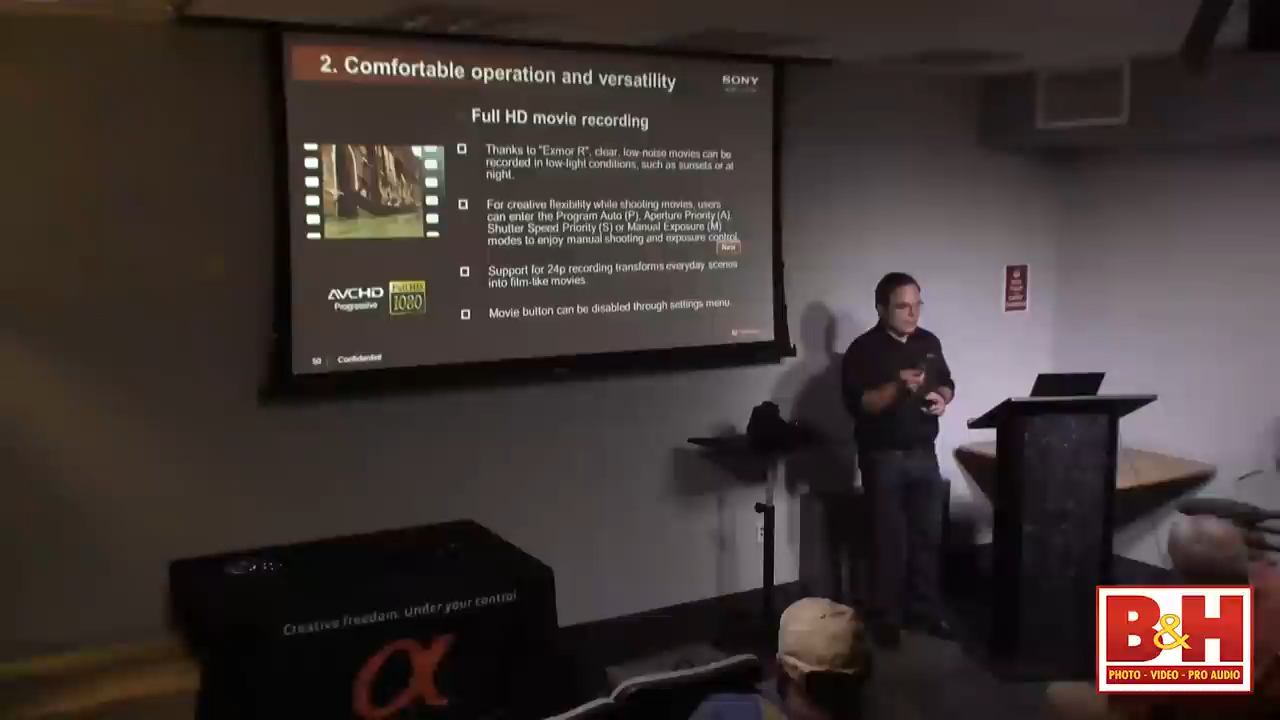 2. Comfortable operation and versatility
SONY
Full HD movie recording
Thanks to "Exmor R", clear, low-noise movies can be
recorded in low-light conditions, such as sunsets or at
night.
For creative flexibility while shooting movies, users
can enter the Program Auto (P), Aperture Priority (A),
Shutter Speed Priority (S) or Manual Exposure (M)
modes to enjoy manual shooting and exposure control.
New
Support for 24p recording transforms everyday scenes
into film-like movies.
Movie button can be disabled through settings menu.
AVCHD
Progressive
Full HD
1080
50
Confidential
Creative freedom. Under your control
α
B&H
PHOTO - VIDEO - PRO AUDIO